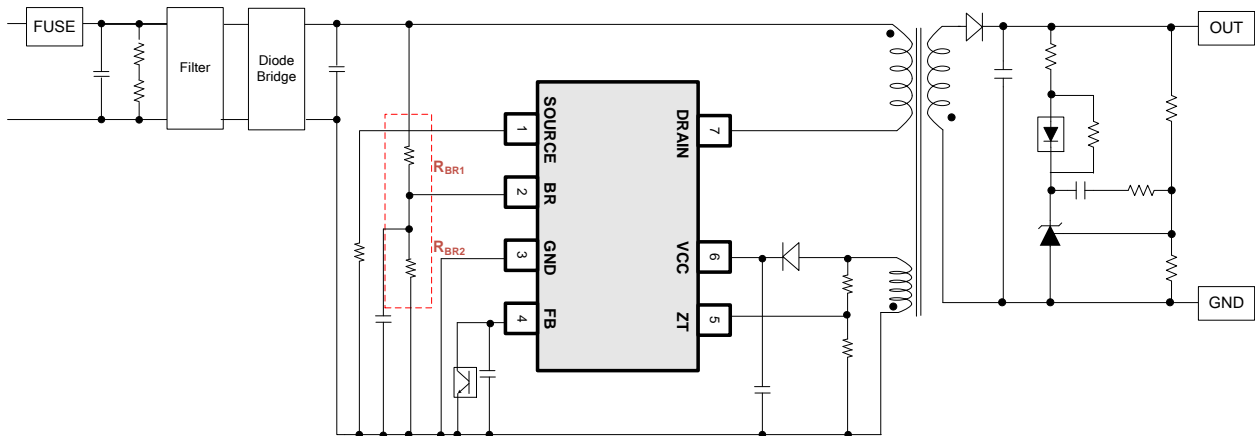 FUSE
Filter
Diode
Bridge
OUT
SOURCE
1
DRAIN
7
RBR1
BR
2
RBR2
GND
3
VCC
6
FB
4
ZT
5
GND